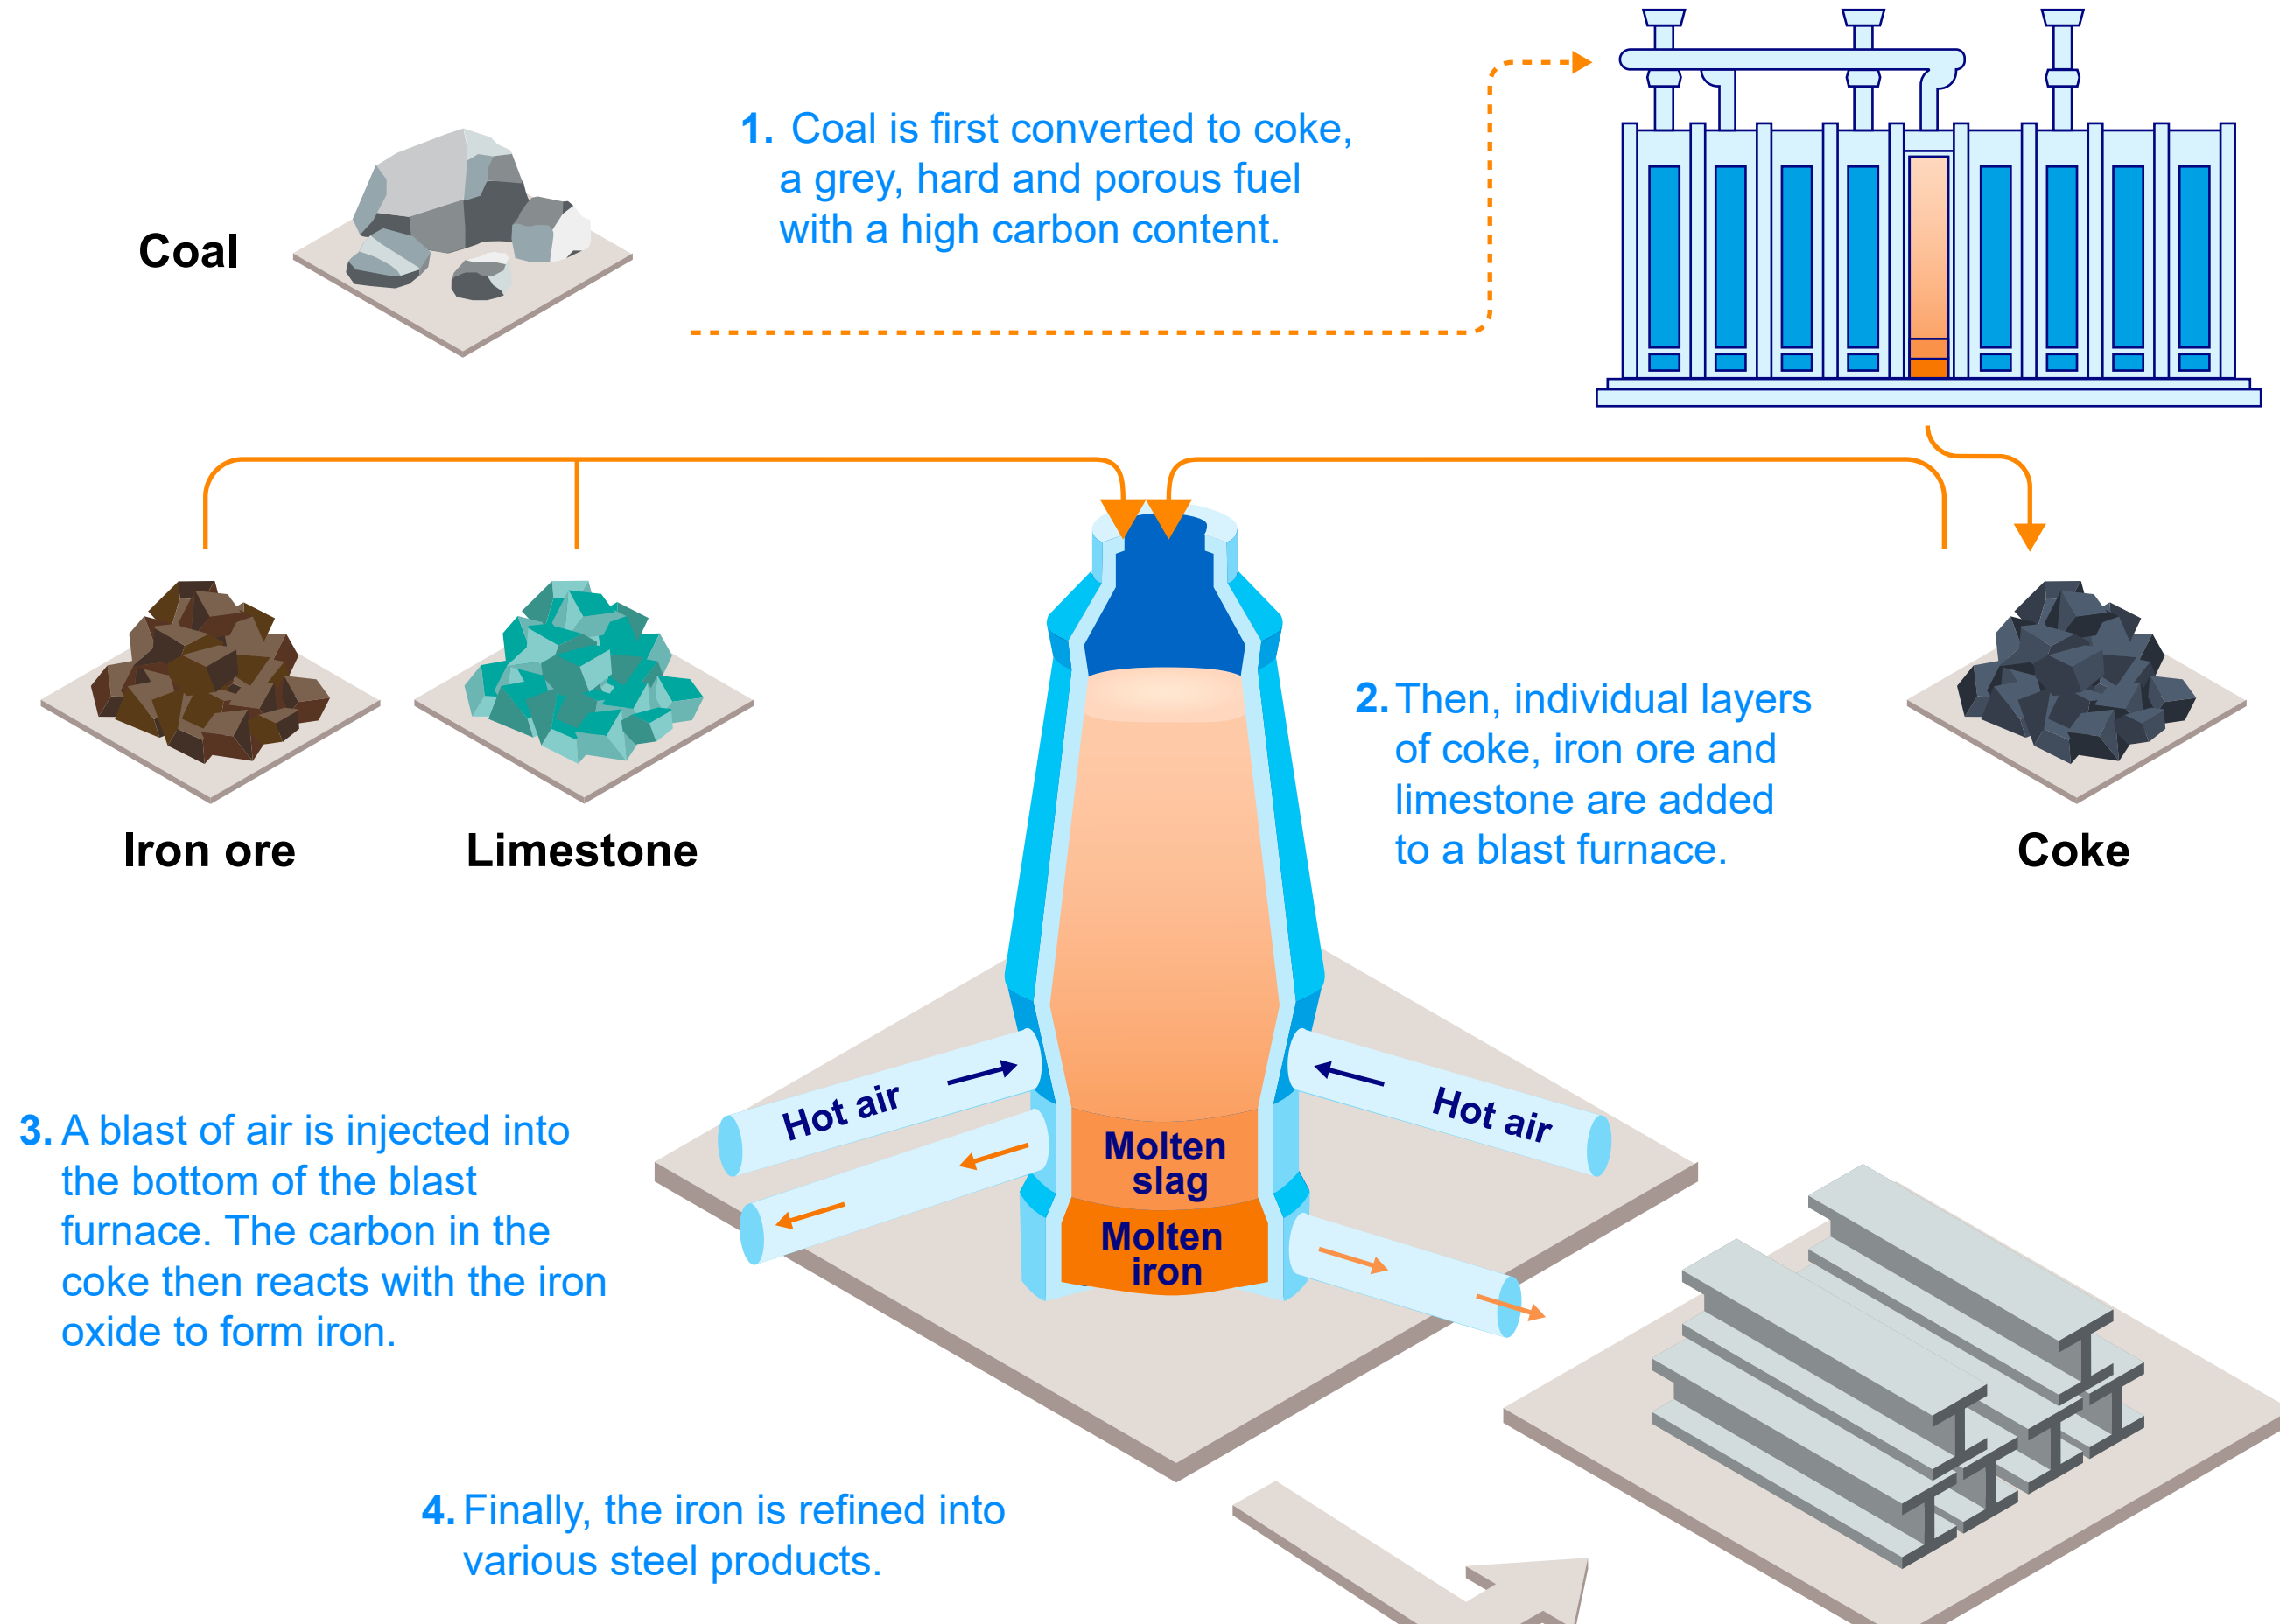 1. Coal is first converted to coke,
a grey, hard and porous fuel
with a high carbon content.
Coal
Iron ore
Limestone
2. Then, individual layers
of coke, iron ore and
limestone are added
to a blast furnace.
Coke
Hot air
Hot air
Molten
slag
Molten
iron
3. A blast of air is injected into
the bottom of the blast
furnace. The carbon in the
coke then reacts with the iron
oxide to form iron.
4. Finally, the iron is refined into
various steel products.